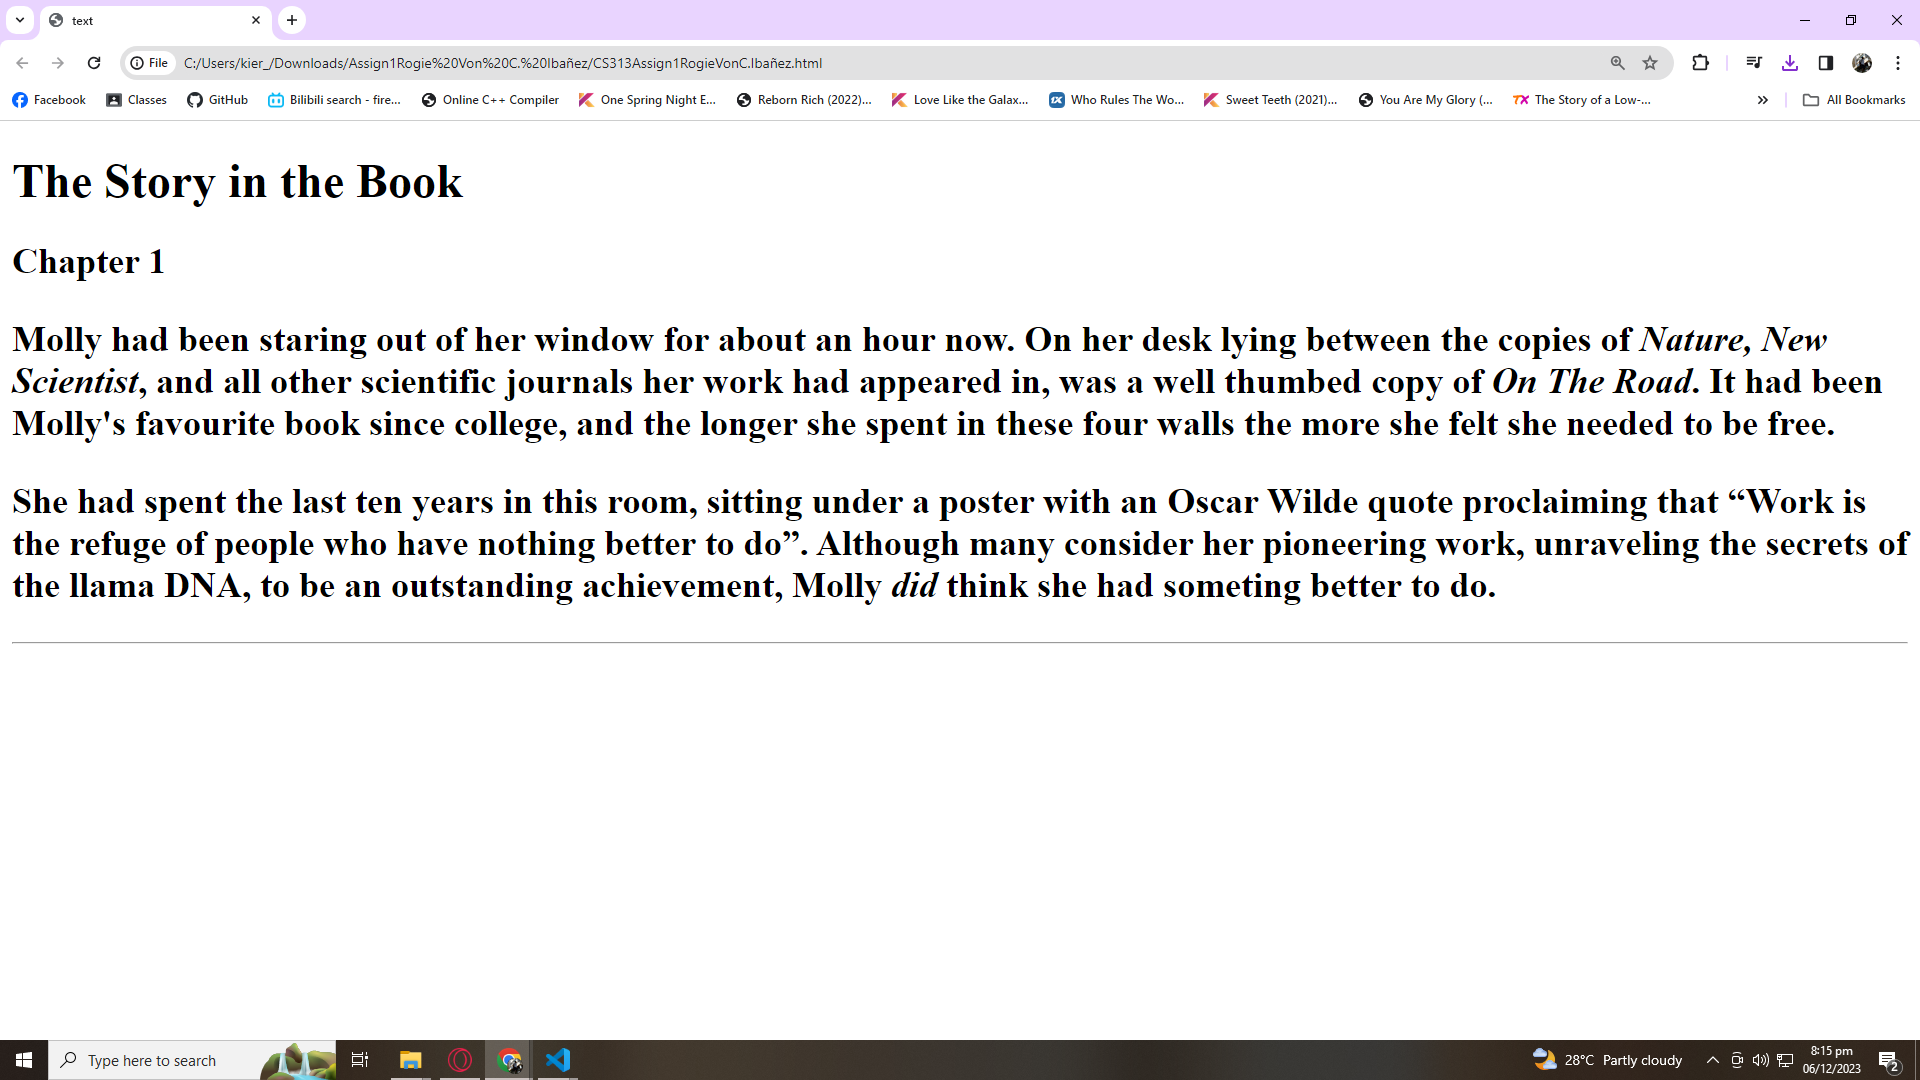 text
File C:/Users/kier_/Downloads/Assign1Rogie%20Von%20C.%20Ibañez/CS313Assign1RogieVonC.Ibañez.html
Facebook Classes GitHub Bilibili search - fire... Online C++ Compiler One Spring Night E... Reborn Rich (2022)... Love Like the Galax... Who Rules The Wo... Sweet Teeth (2021)... You Are My Glory (... The Story of a Low-... » All Bookmarks
The Story in the Book
Chapter 1
Molly had been staring out of her window for about an hour now. On her desk lying between the copies of Nature, New
Scientist, and all other scientific journals her work had appeared in, was a well thumbed copy of On The Road. It had been
Molly's favourite book since college, and the longer she spent in these four walls the more she felt she needed to be free.
She had spent the last ten years in this room, sitting under a poster with an Oscar Wilde quote proclaiming that “Work is
the refuge of people who have nothing better to do”. Although many consider her pioneering work, unraveling the secrets of
the llama DNA, to be an outstanding achievement, Molly did think she had someting better to do.
Type here to search
28°C Partly cloudy
8:15 pm
06/12/2023
2